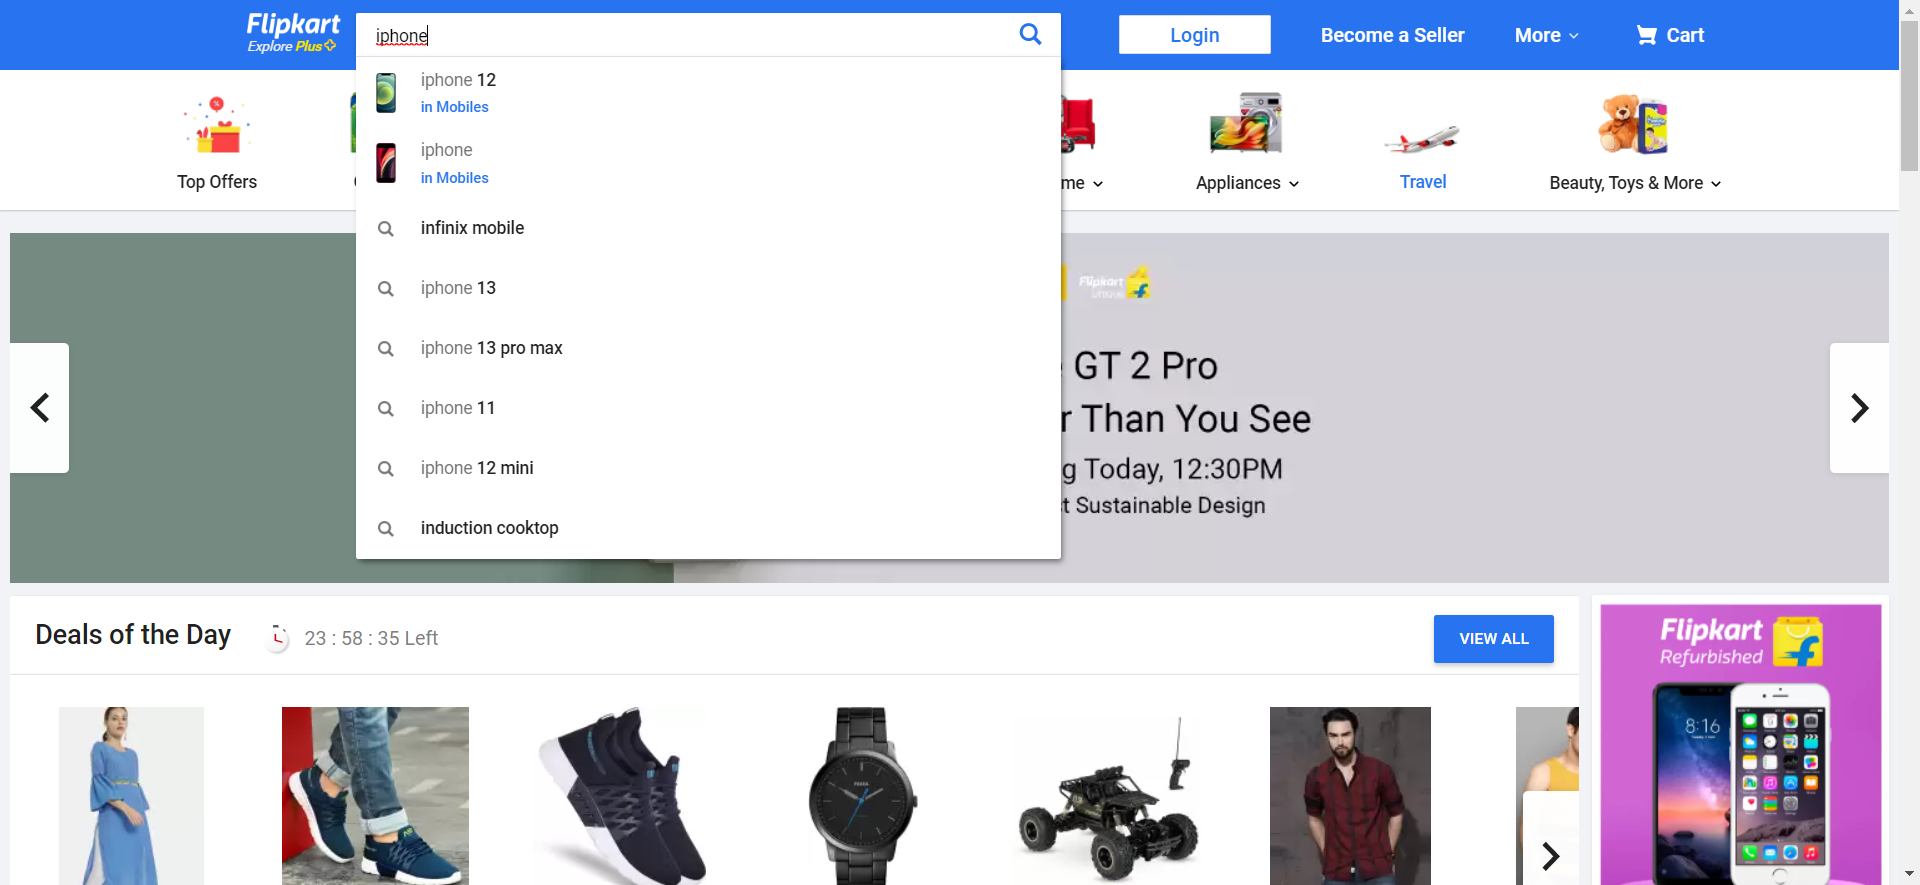 Flipkart
Explore Plus
iphone
Login
Become a Seller
More
Cart
iphone 12
in Mobiles
iphone
in Mobiles
infinix mobile
iphone 13
iphone 13 pro max
iphone 11
iphone 12 mini
induction cooktop
Top Offers
me
Appliances
Travel
Beauty, Toys & More
Flipkart
GT 2 Pro
r Than You See
g Today, 12:30PM
t Sustainable Design
Deals of the Day
23 : 58 : 35 Left
VIEW ALL
Flipkart
Refurbished
8:16